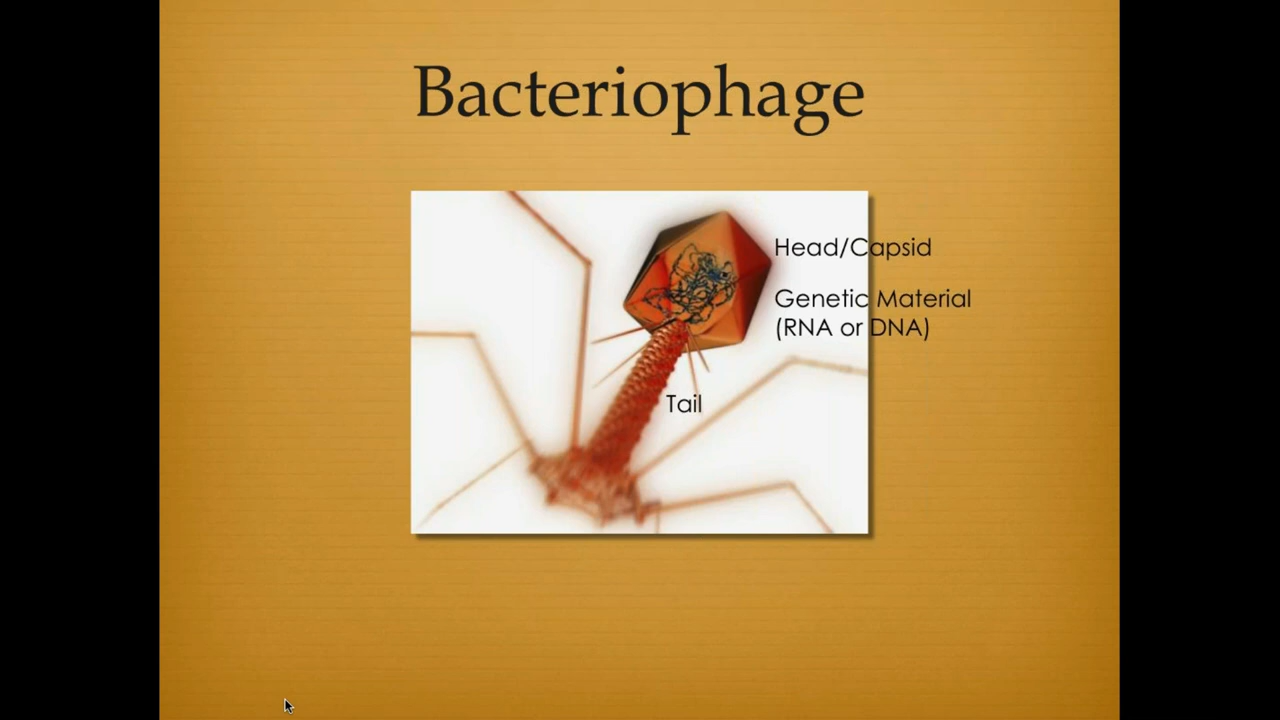 Bacteriophage
Head/Capsid
Genetic Material
(RNA or DNA)
Tail